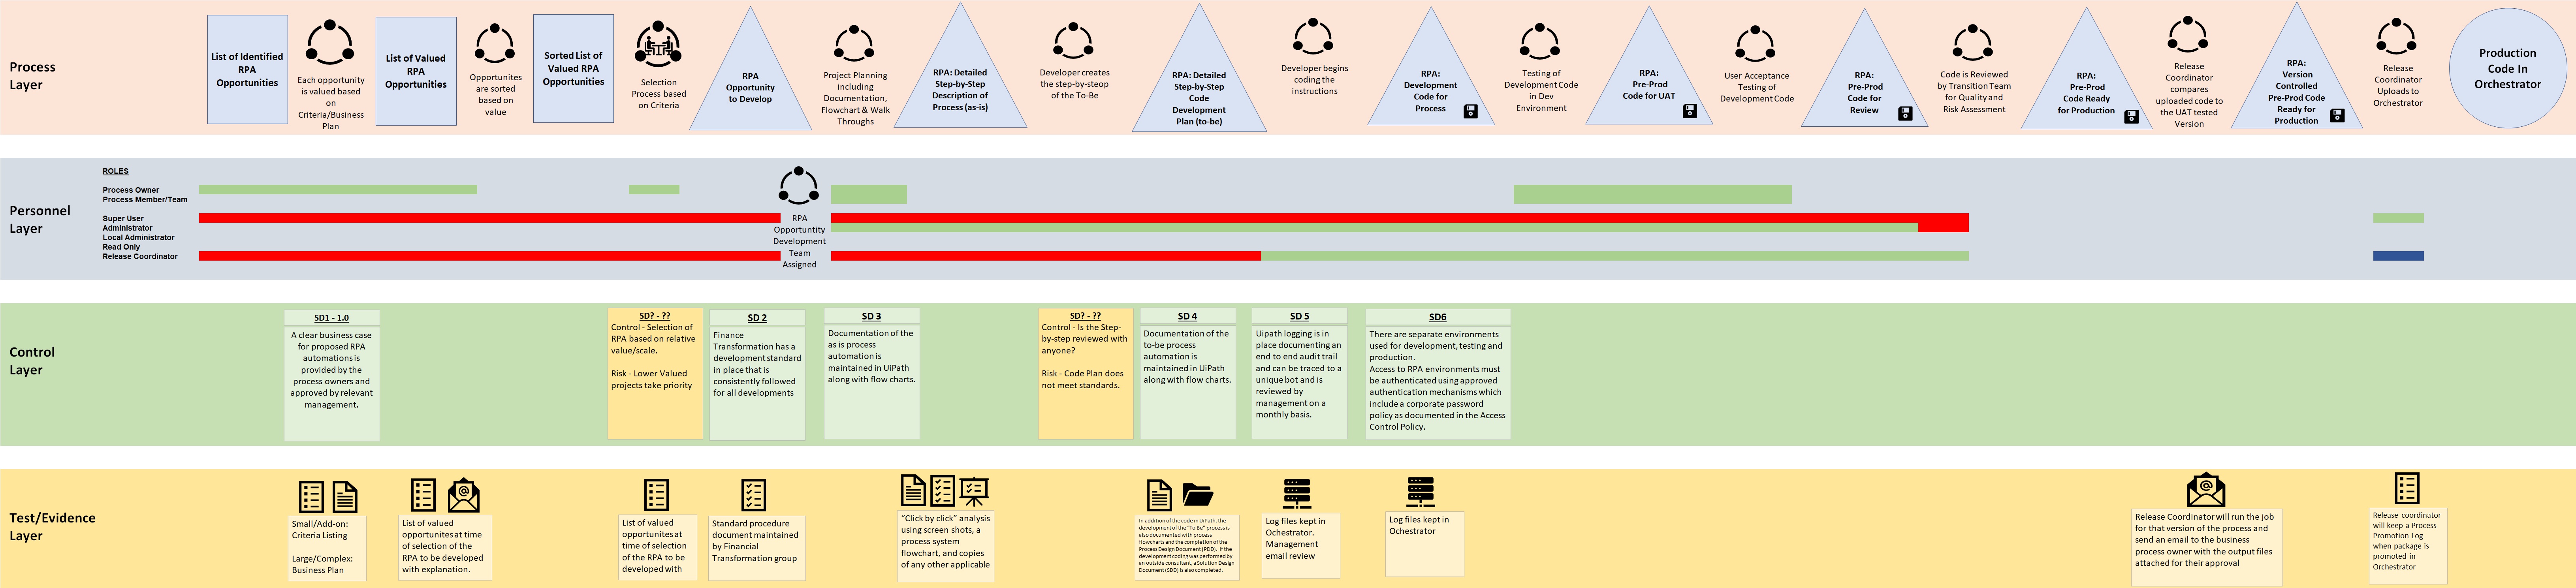 Process
Layer
List of Identified
RPA
Opportunities
Each opportunity
is valued based
on
Criteria/Business
Plan
List of Valued
RPA
Opportunities
Opportunites
are sorted
based on
value
Sorted List of
Valued RPA
Opportunities
Selection
Process based
on Criteria
RPA
Opportunity
to Develop
Project Planning
including
Documentation,
Flowchart & Walk
Throughs
RPA: Detailed
Step-by-Step
Description of
Process (as-is)
Developer creates
the step-by-steop
of the To-Be
RPA: Detailed
Step-by-Step
Code
Development
Plan (to-be)
Developer begins
coding the
instructions
RPA:
Development
Code for
Process
Testing of
Development Code
in Dev
Environment
RPA:
Pre-Prod
Code for UAT
User Acceptance
Testing of
Development Code
RPA:
Pre-Prod
Code for
Review
Code is Reviewed
by Transition Team
for Quality and
Risk Assessment
RPA:
Pre-Prod
Code Ready
for Production
Release
Coordinator
compares
uploaded code to
the UAT tested
Version
RPA:
Version
Controlled
Pre-Prod Code
Ready for
Production
Release
Coordinator
Uploads to
Orchestrator
Production
Code In
Orchestrator
Personnel
Layer
ROLES
Process Owner
Process Member/Team
Super User
Administrator
Local Administrator
Read Only
Release Coordinator
RPA
Opportuntity
Development
Team
Assigned
Control
Layer
SD1 - 1.0
A clear business case
for proposed RPA
automations is
provided by the
process owners and
approved by relevant
management.
SD? - ??
Control - Selection of
RPA based on relative
value/scale.
Risk - Lower Valued
projects take priority
SD 2
Finance
Transformation has a
development standard
in place that is
consistently followed
for all developments
SD 3
Documentation of the
as is process
automation is
maintained in UiPath
along with flow charts.
SD? - ??
Control - Is the Step-
by-step reviewed with
anyone?
Risk - Code Plan does
not meet standards.
SD 4
Documentation of the
to-be process
automation is
maintained in UiPath
along with flow charts.
SD 5
Uipath logging is in
place documenting an
end to end audit trail
and can be traced to a
unique bot and is
reviewed by
management on a
monthly basis.
SD6
There are separate environments
used for development, testing and
production.
Access to RPA environments must
be authenticated using approved
authentication mechanisms which
include a corporate password
policy as documented in the Access
Control Policy.
Test/Evidence
Layer
Small/Add-on:
Criteria Listing
Large/Complex:
Business Plan
List of valued
opportunites at time
of selection of the
RPA to be developed
with explanation.
List of valued
opportunites at
time of selection
of the RPA to be
developed with
Standard procedure
document maintained
by Financial
Transformation group
“Click by click” analysis
using screen shots, a
process system
flowchart, and copies
of any other applicable
In addition of the code in UiPath, the
development of the "To Be" process is
also documented with process
flowcharts and the completion of the
Process Design Document (PDD). If the
development coding was performed by
an outside consultant, a Solution Design
Document (SDD) is also completed.
Log files kept in
Ochestrator.
Management
email review
Log files kept in
Ochestrator
Release Coordinator will run the job
for that version of the process and
send an email to the business
process owner with the output files
attached for their approval
Release coordinator
will keep a Process
Promotion Log
when package is
promoted in
Orchestrator